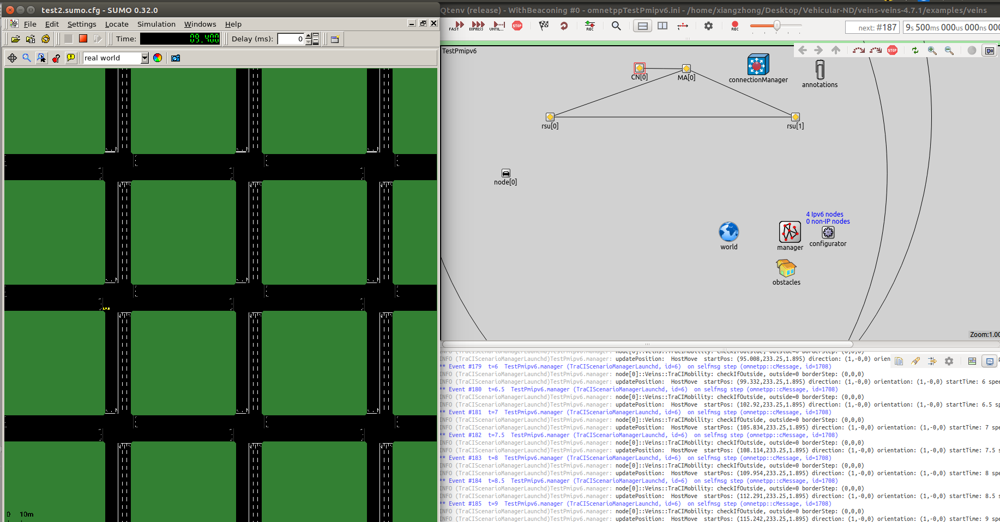 test2.sumo.cfg - SUMO 0.32.0
File Edit Settings Locate Simulation Windows Help
Time: 09.400 Delay (ms): 0
real world
0 10m
Qtenv (release) - WithBeaconing #0 - omnetppTestPmipv6.ini - /home/xiangzhong/Desktop/Vehicular-ND/veins-veins-4.7.1/examples/veins
FAST EXPRESS UNTIL... STOP REC REC next: #187 9s 500ms 000us 000ns 000
TestPmipv6
STOP
CN[0]
MA[0]
connectionManager
annotations
rsu[0]
rsu[1]
node[0]
4 Ipv6 nodes
0 non-IP nodes
world
manager
configurator
obstacles
Zoom:1.00
INFO (TraCIScenarioManagerLaunchd)TestPmipv6.manager: node[0]::Veins::TraCIMobility: checkIfOutside, outside=0 borderStep: (0,0,0)
INFO (TraCIScenarioManagerLaunchd)TestPmipv6.manager: updatePosition: HostMove startPos: (95.008,233.25,1.895) direction: (1,-0,0) orien
** Event #179 t=6 TestPmipv6.manager (TraCIScenarioManagerLaunchd, id=6) on selfmsg step (omnetpp::cMessage, id=1708)
INFO (TraCIScenarioManagerLaunchd)TestPmipv6.manager: node[0]::Veins::TraCIMobility: checkIfOutside, outside=0 borderStep: (0,0,0)
INFO (TraCIScenarioManagerLaunchd)TestPmipv6.manager: updatePosition: HostMove startPos: (99.332,233.25,1.895) direction: (1,-0,0) orientation: (1,-0,0) startTime: 6 spee
** Event #180 t=6.5 TestPmipv6.manager (TraCIScenarioManagerLaunchd, id=6) on selfmsg step (omnetpp::cMessage, id=1708)
INFO (TraCIScenarioManagerLaunchd)TestPmipv6.manager: node[0]::Veins::TraCIMobility: checkIfOutside, outside=0 borderStep: (0,0,0)
INFO (TraCIScenarioManagerLaunchd)TestPmipv6.manager: updatePosition: HostMove startPos: (102.92,233.25,1.895) direction: (1,-0,0) orientation: (1,-0,0) startTime: 6.5 sp
** Event #181 t=7 TestPmipv6.manager (TraCIScenarioManagerLaunchd, id=6) on selfmsg step (omnetpp::cMessage, id=1708)
INFO (TraCIScenarioManagerLaunchd)TestPmipv6.manager: node[0]::Veins::TraCIMobility: checkIfOutside, outside=0 borderStep: (0,0,0)
INFO (TraCIScenarioManagerLaunchd)TestPmipv6.manager: updatePosition: HostMove startPos: (105.834,233.25,1.895) direction: (1,-0,0) orientation: (1,-0,0) startTime: 7 spe
** Event #182 t=7.5 TestPmipv6.manager (TraCIScenarioManagerLaunchd, id=6) on selfmsg step (omnetpp::cMessage, id=1708)
INFO (TraCIScenarioManagerLaunchd)TestPmipv6.manager: node[0]::Veins::TraCIMobility: checkIfOutside, outside=0 borderStep: (0,0,0)
INFO (TraCIScenarioManagerLaunchd)TestPmipv6.manager: updatePosition: HostMove startPos: (108.114,233.25,1.895) direction: (1,-0,0) orientation: (1,-0,0) startTime: 7.5 s
** Event #183 t=8 TestPmipv6.manager (TraCIScenarioManagerLaunchd, id=6) on selfmsg step (omnetpp::cMessage, id=1708)
INFO (TraCIScenarioManagerLaunchd)TestPmipv6.manager: node[0]::Veins::TraCIMobility: checkIfOutside, outside=0 borderStep: (0,0,0)
INFO (TraCIScenarioManagerLaunchd)TestPmipv6.manager: updatePosition: HostMove startPos: (109.954,233.25,1.895) direction: (1,-0,0) orientation: (1,-0,0) startTime: 8 spe
** Event #184 t=8.5 TestPmipv6.manager (TraCIScenarioManagerLaunchd, id=6) on selfmsg step (omnetpp::cMessage, id=1708)
INFO (TraCIScenarioManagerLaunchd)TestPmipv6.manager: node[0]::Veins::TraCIMobility: checkIfOutside, outside=0 borderStep: (0,0,0)
INFO (TraCIScenarioManagerLaunchd)TestPmipv6.manager: updatePosition: HostMove startPos: (112.291,233.25,1.895) direction: (1,-0,0) orientation: (1,-0,0) startTime: 8.5 s
** Event #185 t=9 TestPmipv6.manager (TraCIScenarioManagerLaunchd, id=6) on selfmsg step (omnetpp::cMessage, id=1708)
INFO (TraCIScenarioManagerLaunchd)TestPmipv6.manager: node[0]::Veins::TraCIMobility: checkIfOutside, outside=0 borderStep: (0,0,0)
INFO (TraCIScenarioManagerLaunchd)TestPmipv6.manager: updatePosition: HostMove startPos: (115.242,233.25,1.895) direction: (1,-0,0) orientation: (1,-0,0) startTime: 9 spe